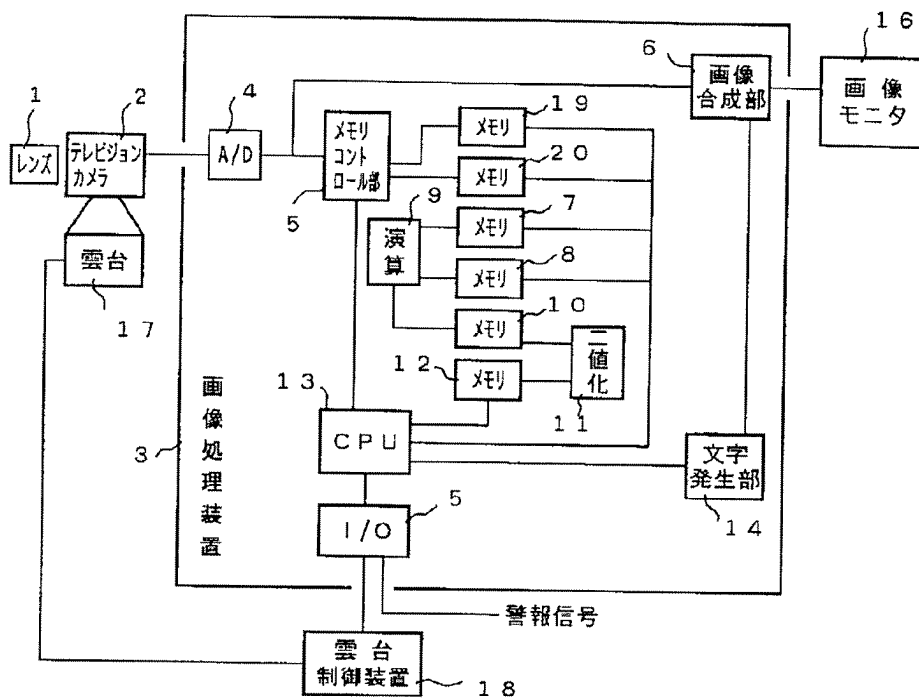 16
6
画像
合成部
画像
モニタ
1
2
4
19
レンズ
テレビジョン
カメラ
A/D
メモリ
コント
ロール部
メモリ
20
メモリ
5
9
7
演
算
メモリ
8
メモリ
雲台
10
メモリ
17
12
メモリ
二
値
化
11
13
CPU
3
画
像
処
理
装
置
文字
発生部
14
5
I/O
警報信号
雲台
制御装置
18